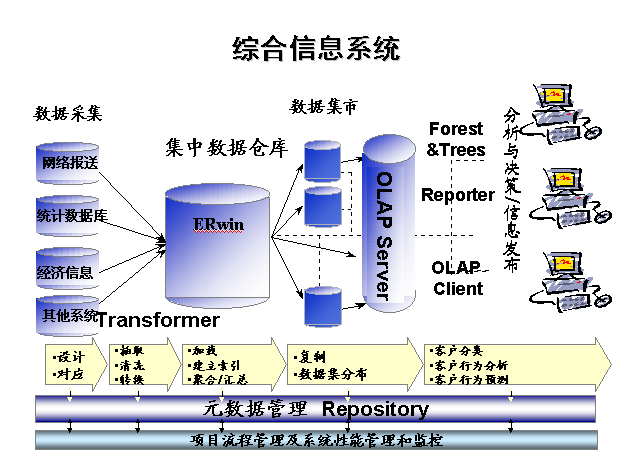 综合信息系统
数据采集
网络报送
统计数据库
经济信息
其他系统
Transformer
集中数据仓库
ERwin
数据集市
OLAP Server
Forest
&Trees
Reporter
OLAP
Client
分析与决策/信息发布
•设计
•对应
•抽取
•清洗
•转换
•加载
•建立索引
•聚合/汇总
•复制
•数据集分布
•客户分类
•客户行为分析
•客户行为预测
元数据管理 Repository
项目流程管理及系统性能管理和监控